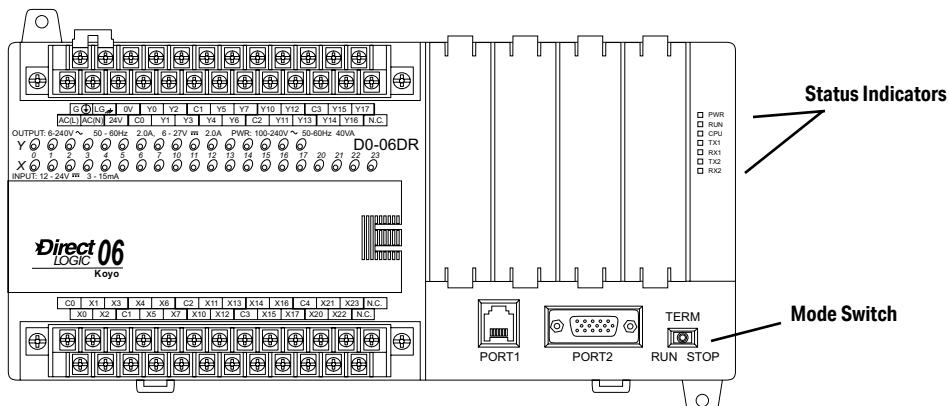 Status Indicators
PWR
RUN
CPU
TX1
RX1
TX2
RX2
G LG 0V Y0 Y2 C1 Y5 Y7 Y10 Y12 C3 Y15 Y17
AC(L) AC(N) 24V C0 Y1 Y3 Y4 Y6 C2 Y11 Y13 Y14 Y16 N.C.
OUTPUT: 6-240V ~ 50 - 60Hz 2.0A, 6 - 27V ⎓ 2.0A PWR: 100-240V ~ 50-60Hz 40VA
Y D0-06DR
0 1 2 3 4 5 6 7 10 11 12 13 14 15 16 17 20 21 22 23
X
INPUT: 12 - 24V ⎓ 3 - 15mA
Direct 06
LOGIC
Koyo
C0 X1 X3 X4 X6 C2 X11 X13 X14 X16 C4 X21 X23 N.C.
X0 X2 C1 X5 X7 X10 X12 C3 X15 X17 X20 X22 N.C.
Mode Switch
TERM
PORT1 PORT2 RUN STOP